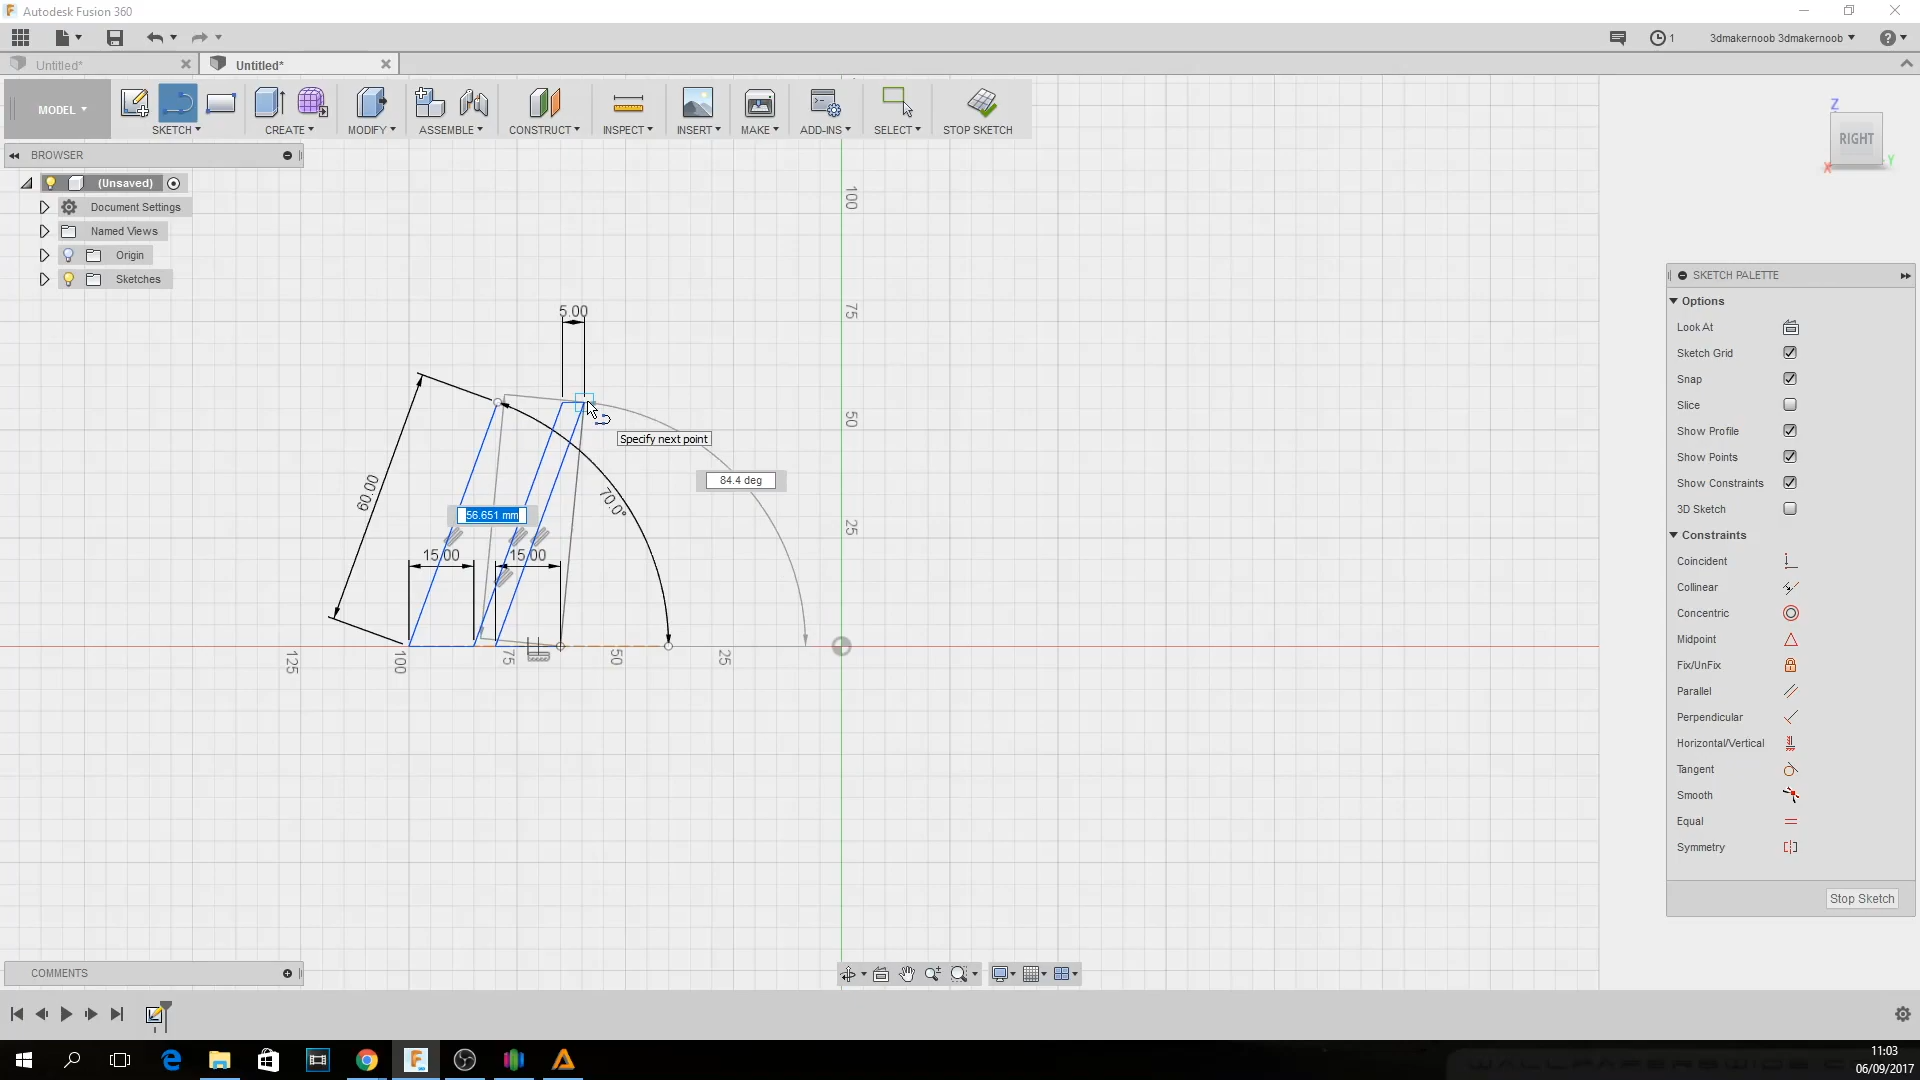 Autodesk Fusion 360
1 3dmakernoob 3dmakernoob ?
Untitled* Untitled*
MODEL SKETCH CREATE MODIFY ASSEMBLE CONSTRUCT INSPECT INSERT MAKE ADD-INS SELECT STOP SKETCH
BROWSER
(Unsaved)
Document Settings
Named Views
Origin
Sketches
Z
RIGHT
X Y
100
75
50
25
5.00
60.00
70.0°
15.00 15.00
56.651 mm
84.4 deg
Specify next point
125 100 75 50 25
SKETCH PALETTE
Options
Look At
Sketch Grid
Snap
Slice
Show Profile
Show Points
Show Constraints
3D Sketch
Constraints
Coincident
Collinear
Concentric
Midpoint
Fix/UnFix
Parallel
Perpendicular
Horizontal/Vertical
Tangent
Smooth
Equal
Symmetry
Stop Sketch
COMMENTS
11:03
06/09/2017